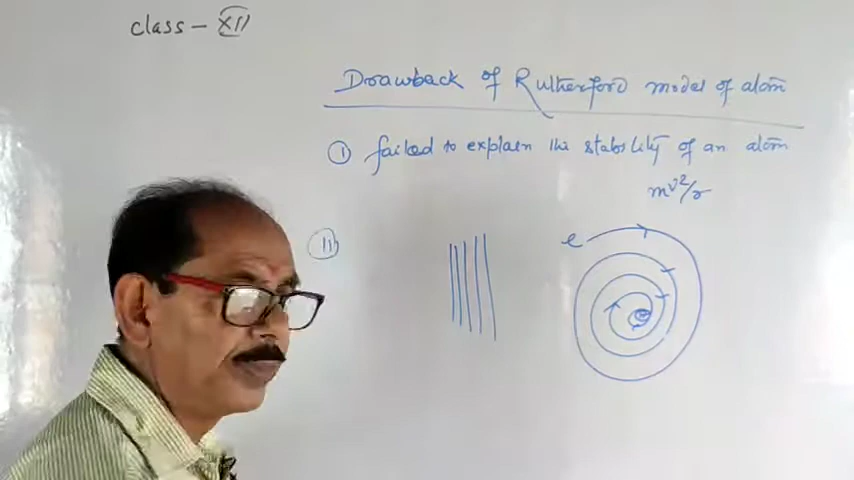 class - XII
Drawback of Rutherford model of atom
(I) failed to explain the stability of an atom
mv²/r
(II)
e